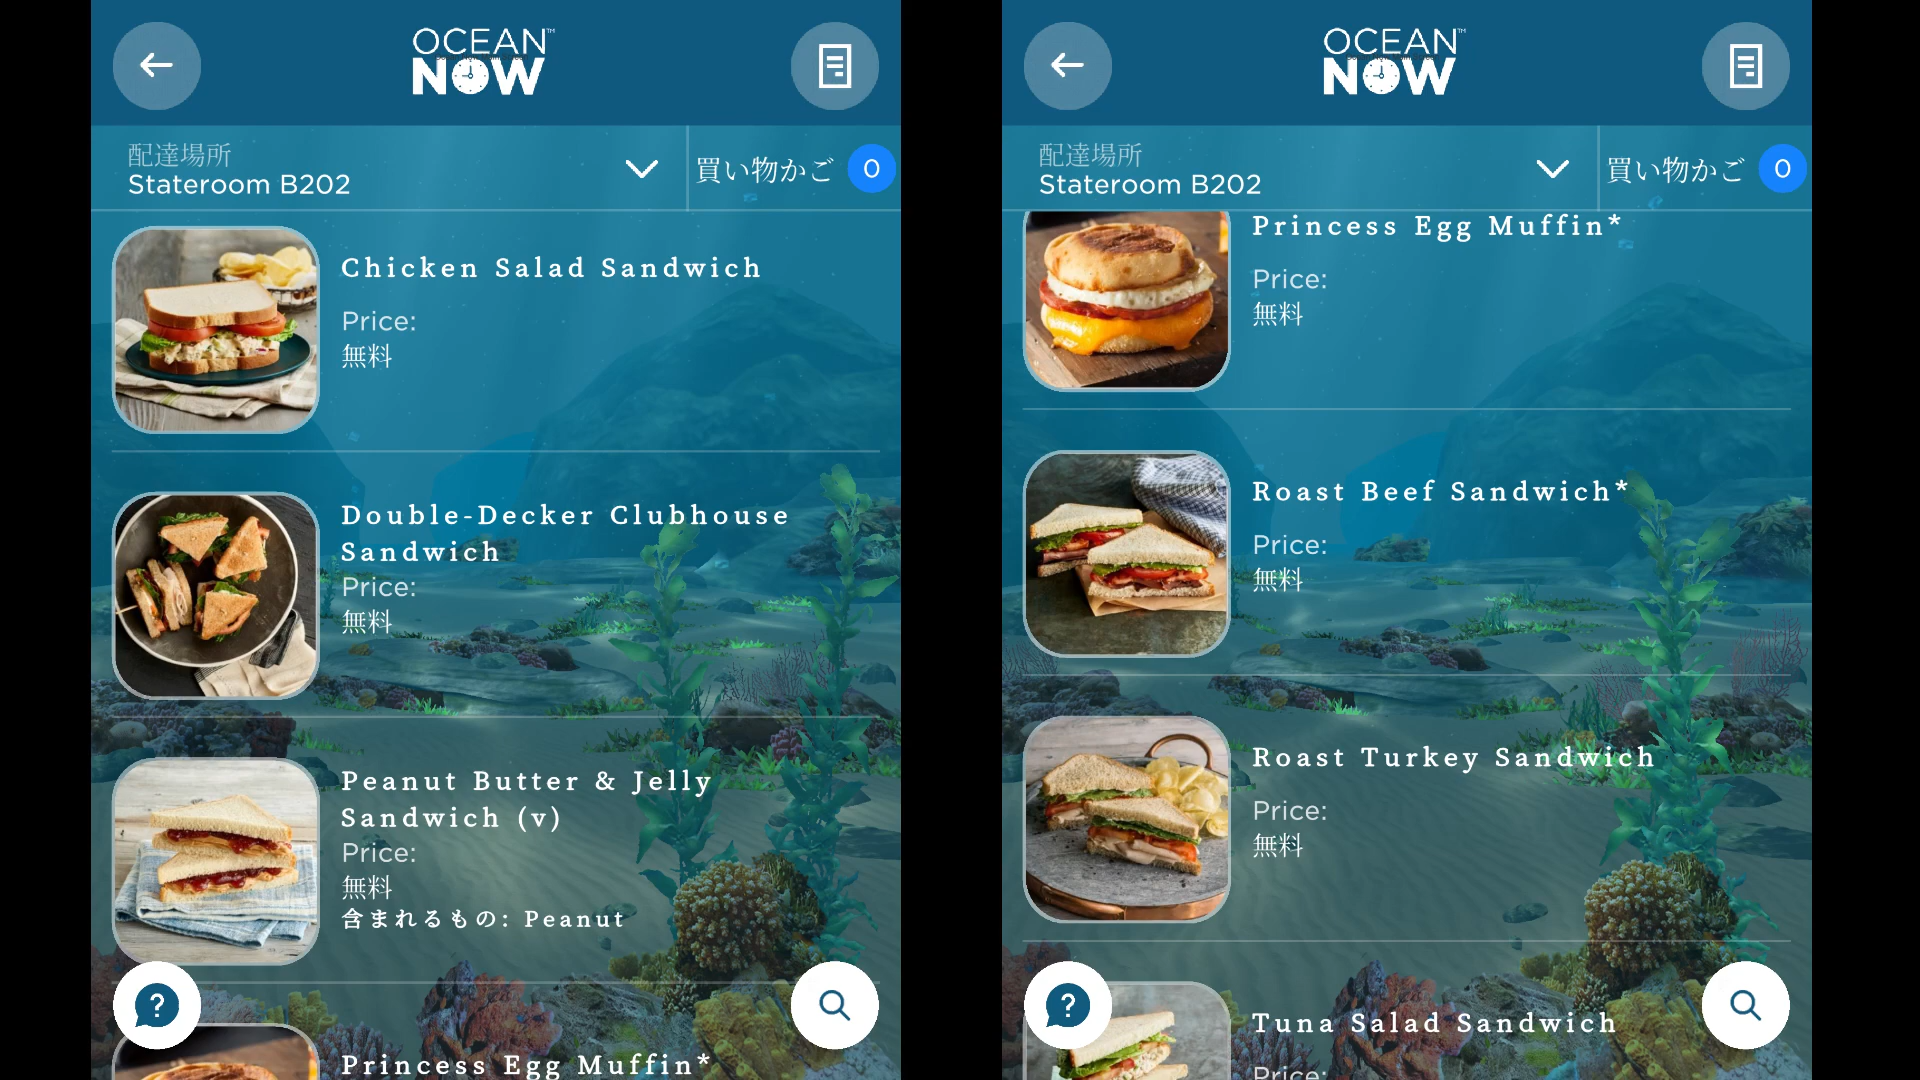 OCEAN™
NOW
配達場所
Stateroom B202
買い物かご 0
Chicken Salad Sandwich
Price:
無料
Double-Decker Clubhouse
Sandwich
Price:
無料
Peanut Butter & Jelly
Sandwich (v)
Price:
無料
含まれるもの: Peanut
Princess Egg Muffin*
OCEAN™
NOW
配達場所
Stateroom B202
買い物かご 0
Princess Egg Muffin*
Price:
無料
Roast Beef Sandwich*
Price:
無料
Roast Turkey Sandwich
Price:
無料
Tuna Salad Sandwich
Price: